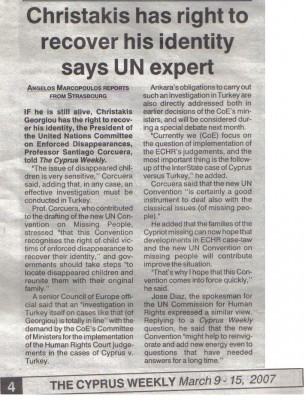 Christakis has right to
recover his identity
says UN expert
ANGELOS MARCOPOULOS REPORTS
FROM STRASBOURG
IF he is still alive, Christakis
Georgiou has the right to recov-
er his identity, the President of
the United Nations Committee
on Enforced Disappearances,
Professor Santiago Corcuera,
told The Cyprus Weekly.
"The issue of disappeared chil-
dren is very sensitive," Corcuera
said, adding that, in any case, an
effective investigation must be
conducted in Turkey.
Prof. Corcuera, who contributed
to the drafting of the new UN Con-
vention on Missing People,
stressed "that this Convention
recognises the right of child vic-
tims of enforced disappearance to
recover their identity," and gov-
ernments should take steps "to
locate disappeared children and
reunite them with their original
family."
A senior Council of Europe offi-
cial said that an "investigation in
Turkey itself on cases like that (of
Georgiou) is totally in line" with the
demand by the CoE's Committee
of Ministers for the implementation
of the Human Rights Court judge-
ments in the cases of Cyprus v.
Turkey.
Ankara's obligations to carry out
such an investigation in Turkey are
also directly addressed both in
earlier decisions of the CoE's min-
isters, and will be considered dur-
ing a special debate next month.
"Currently we (CoE) focus on
the question of implementation of
the ECHR's judgements, and the
most important thing is the follow-
up of the InterState case of Cyprus
versus Turkey," he added.
Corcuera said that the new UN
Convention "is certainly a good
instrument to deal also with the
classical issues (of missing peo-
ple)."
He added that the families of the
Cypriot missing can now hope that
developments in ECHR case-law
and the new UN Convention on
missing people will contribute
improve the situation.
"That's why I hope that this Con-
vention comes into force quickly,"
he said.
Jose Diaz, the spokesman for
the UN Commission for Human
Rights expressed a similar view.
Replying to a Cyprus Weekly
question, he said that the new
Convention "might help to reinvig-
orate and add new energy even to
questions that have needed
answers for a long time."
4 THE CYPRUS WEEKLY March 9 - 15, 2007